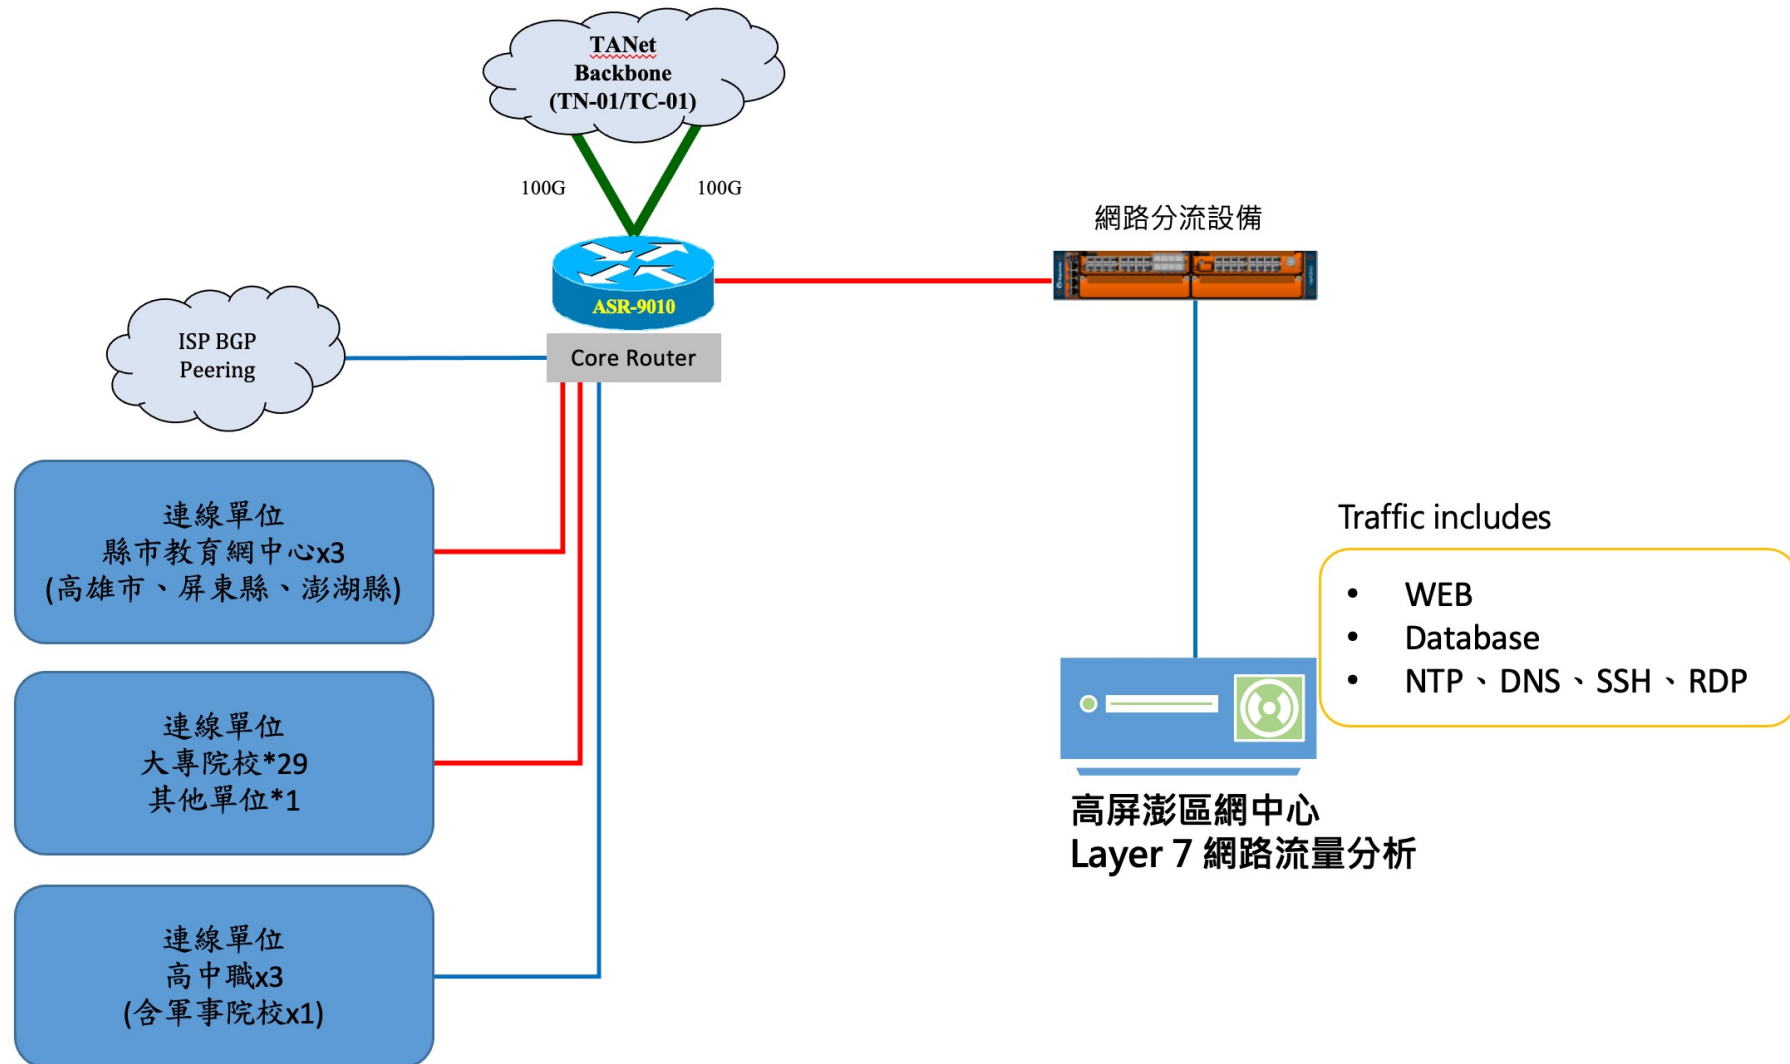 TANet
Backbone
(TN-01/TC-01)
100G
100G
網路分流設備
ASR-9010
Core Router
ISP BGP
Peering
連線單位
縣市教育網中心x3
(高雄市、屏東縣、澎湖縣)
連線單位
大專院校*29
其他單位*1
連線單位
高中職x3
(含軍事院校x1)
Traffic includes
• WEB
• Database
• NTP、DNS、SSH、RDP
高屏澎區網中心
Layer 7 網路流量分析